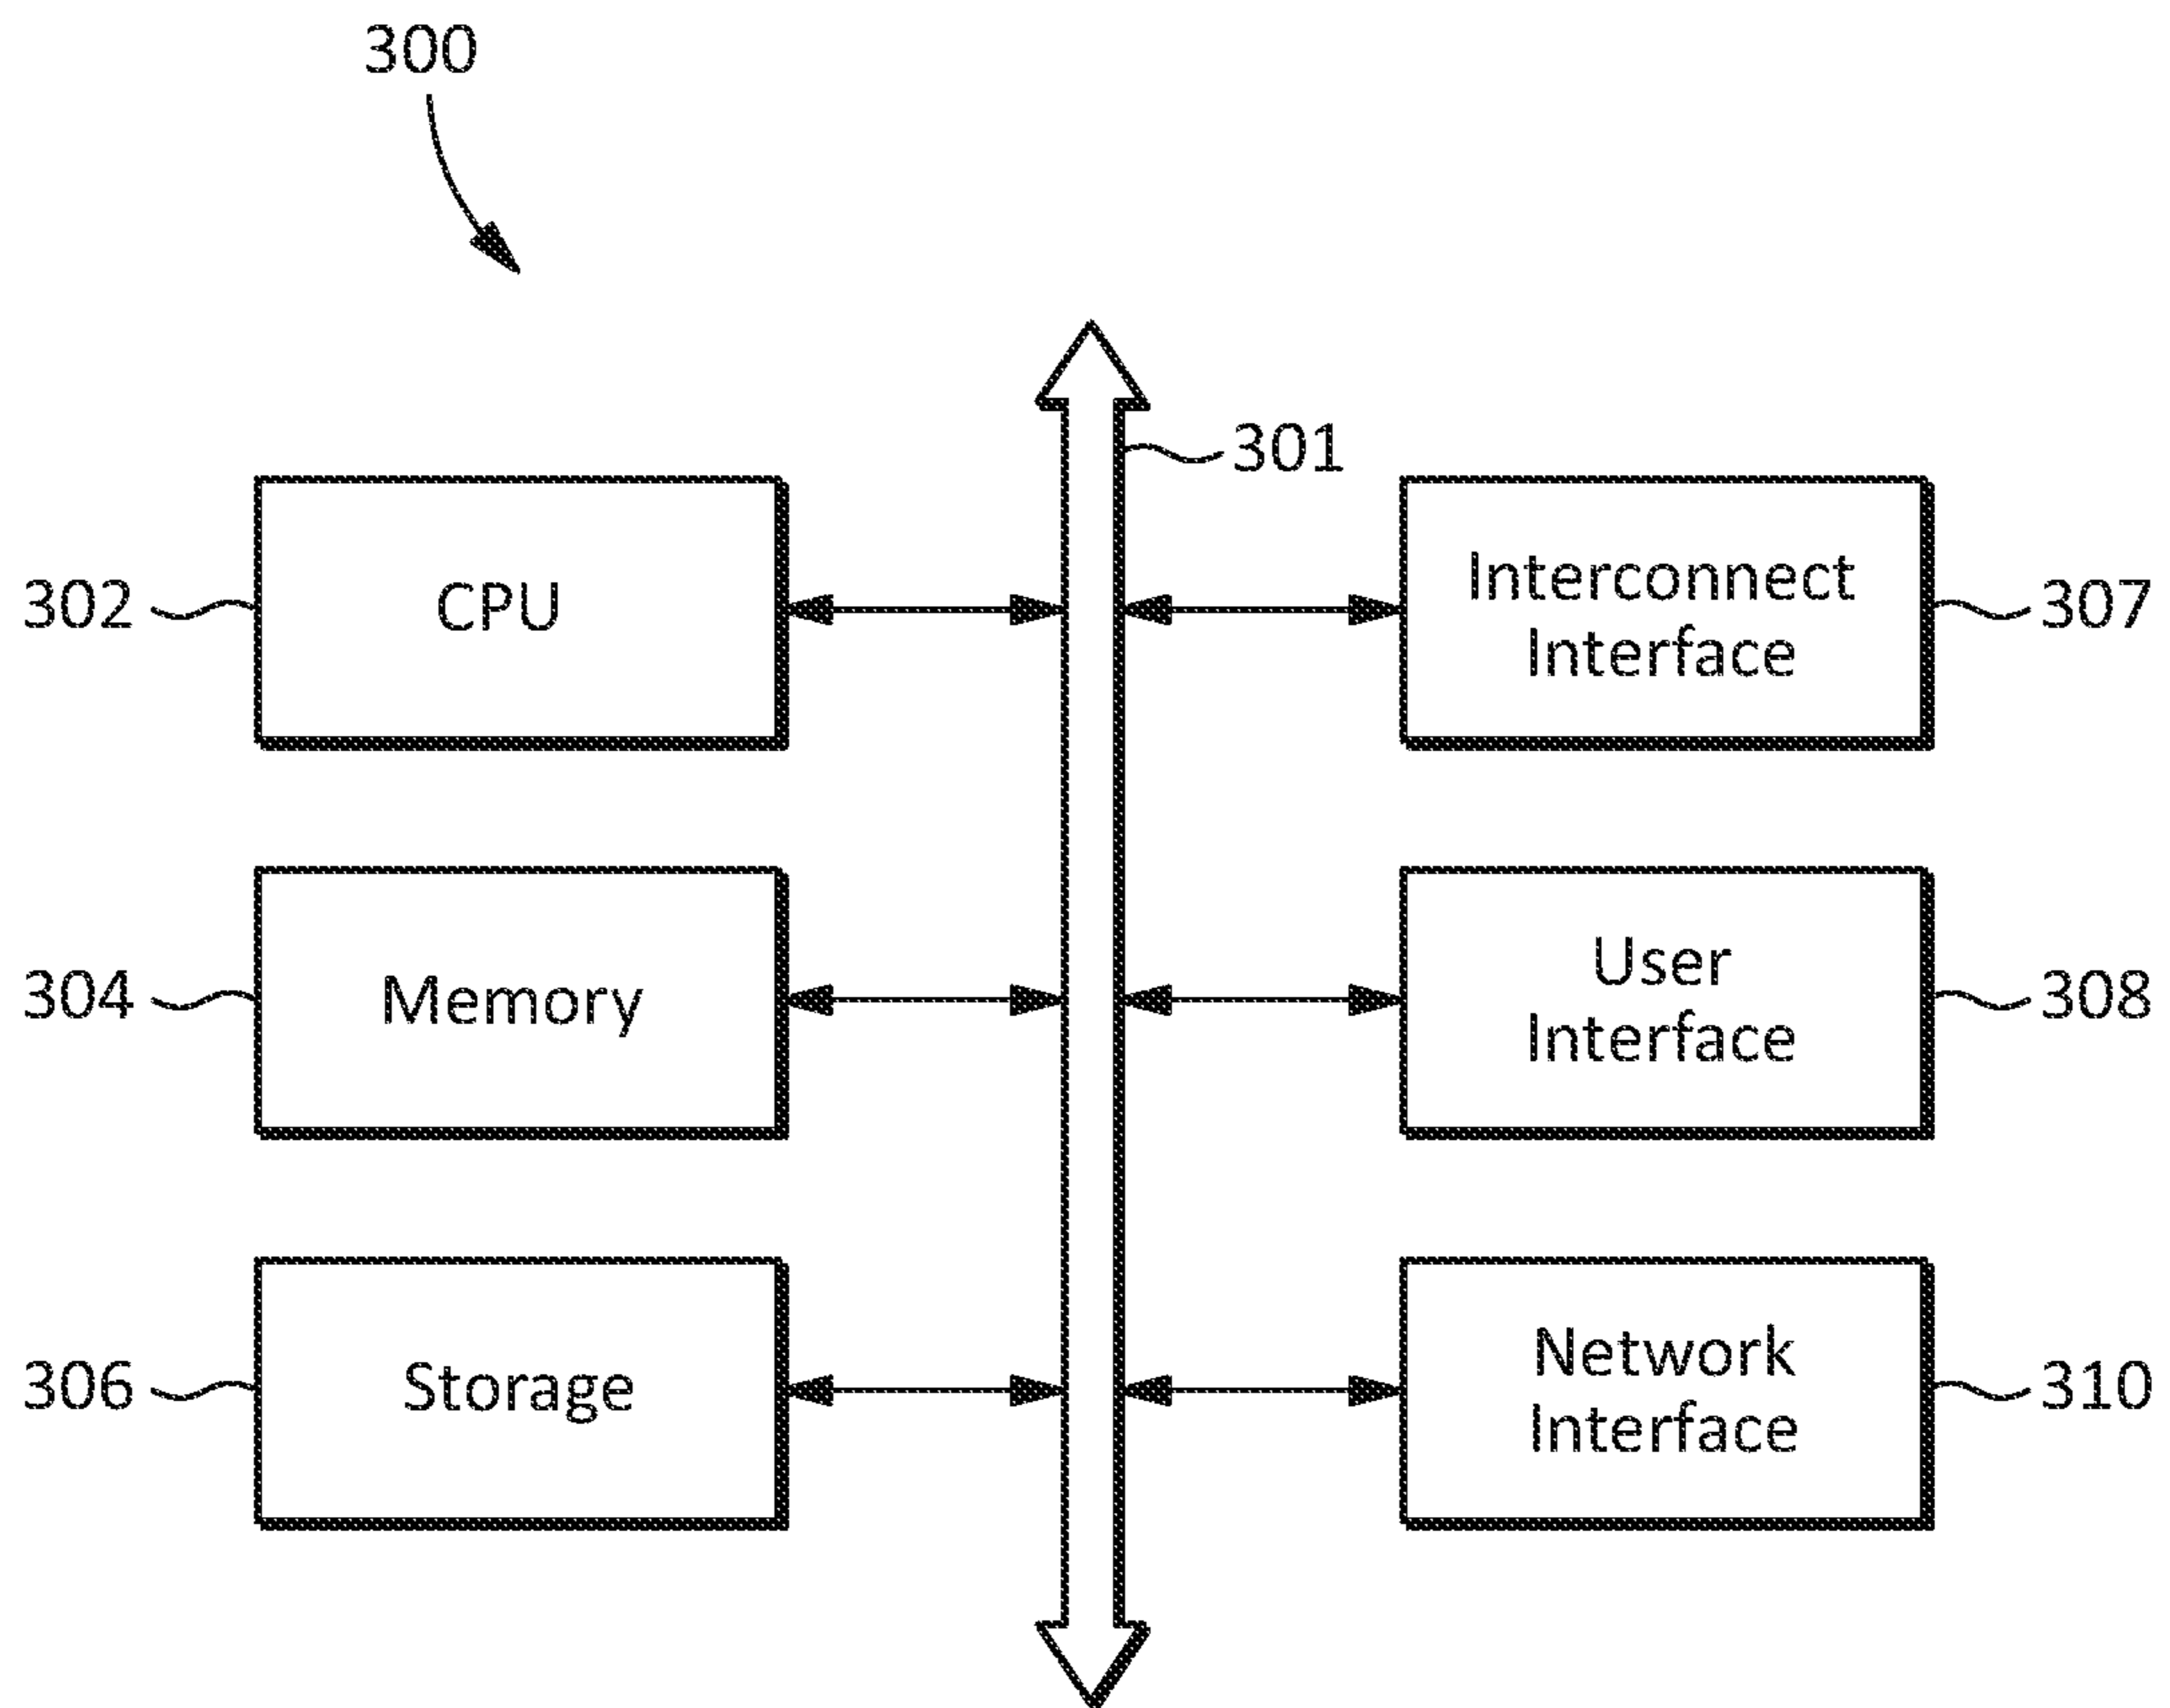 300
301
302
CPU
Interconnect
Interface
307
304
Memory
User
Interface
308
306
Storage
Network
Interface
310